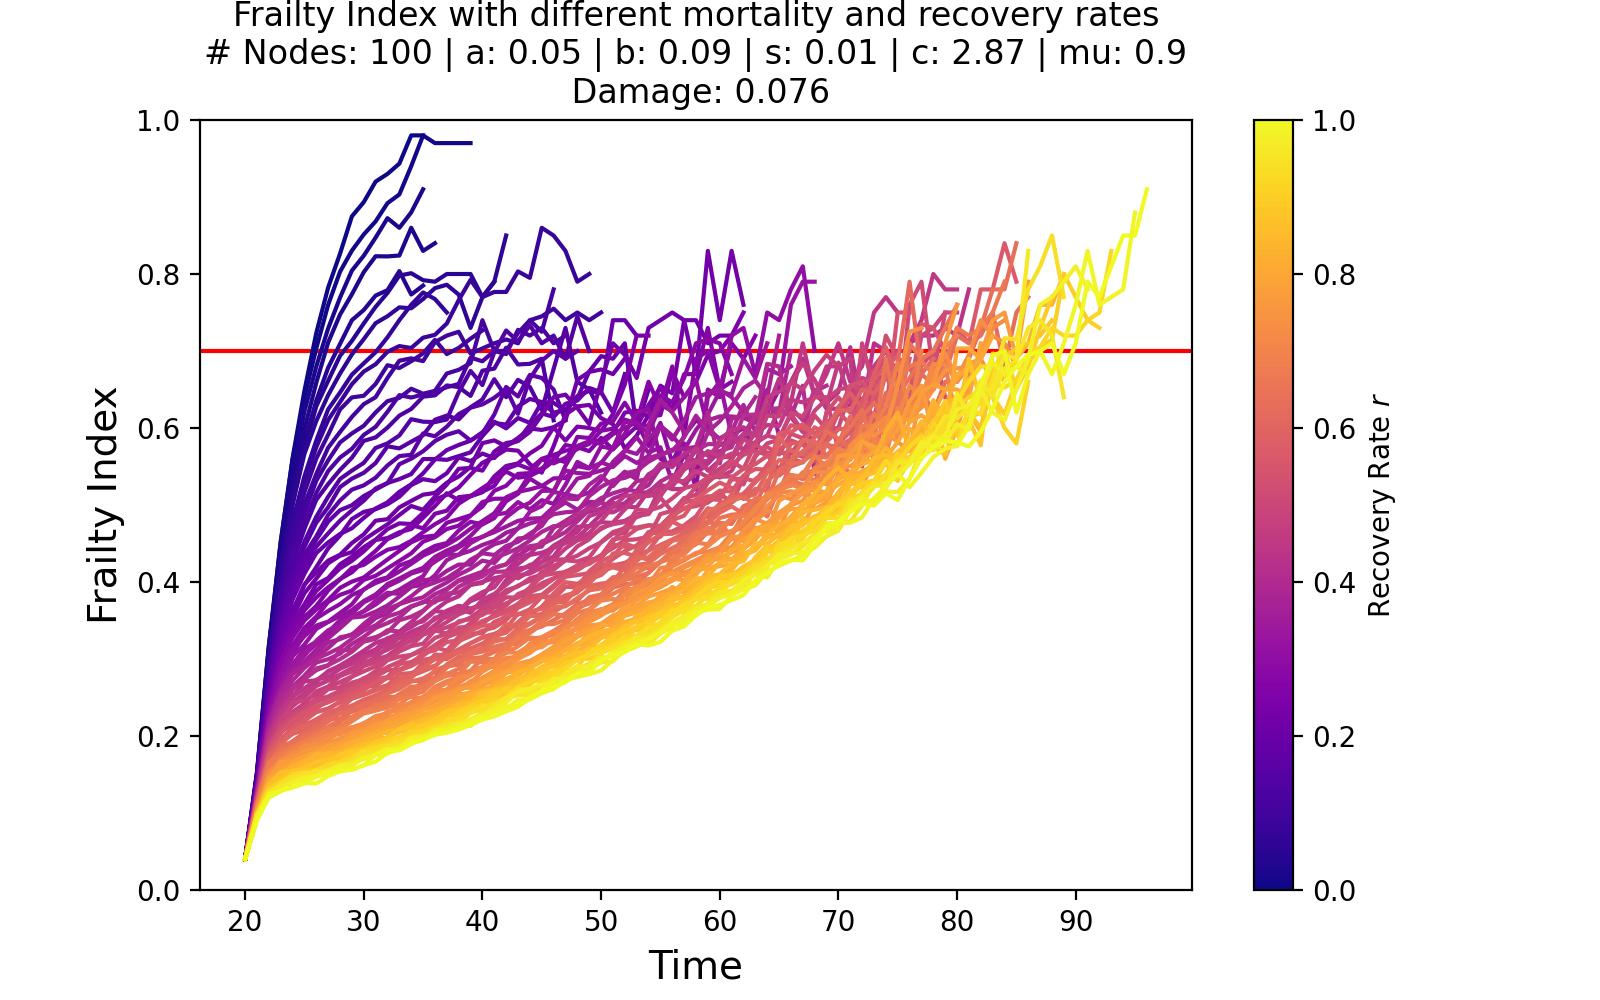 Frailty Index with different mortality and recovery rates
# Nodes: 100 | a: 0.05 | b: 0.09 | s: 0.01 | c: 2.87 | mu: 0.9
Damage: 0.076
1.0
0.8
0.6
0.4
0.2
0.0
Frailty Index
20 30 40 50 60 70 80 90
Time
1.0
0.8
0.6
0.4
0.2
0.0
Recovery Rate r